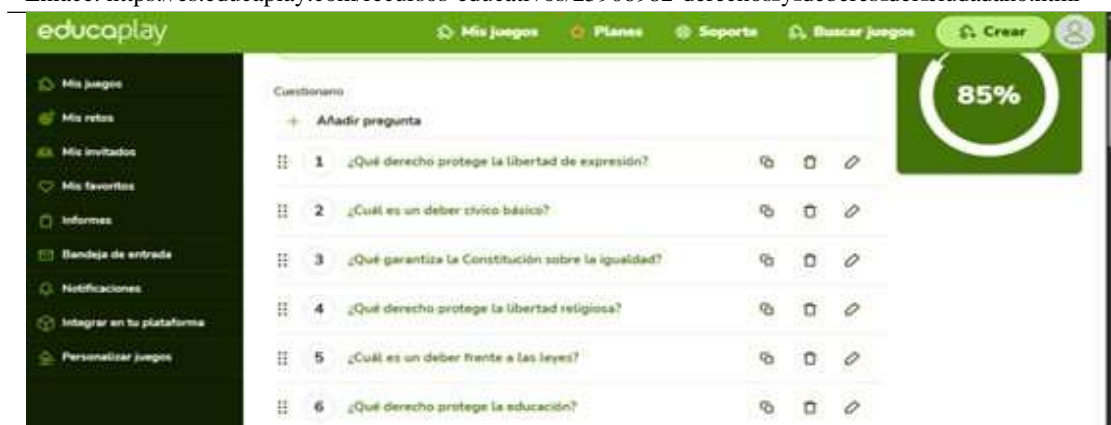 educaplay
Mis juegos
Planes
Soporte
Buscar juegos
Crear
Mis juegos
Mis retos
Mis invitados
Mis favoritos
Informes
Bandeja de entrada
Notificaciones
Integrar en tu plataforma
Personalizar juegos
85%
Cuestionario
+ Añadir pregunta
1 ¿Qué derecho protege la libertad de expresión?
2 ¿Cuál es un deber cívico básico?
3 ¿Qué garantiza la Constitución sobre la igualdad?
4 ¿Qué derecho protege la libertad religiosa?
5 ¿Cuál es un deber frente a las leyes?
6 ¿Qué derecho protege la educación?